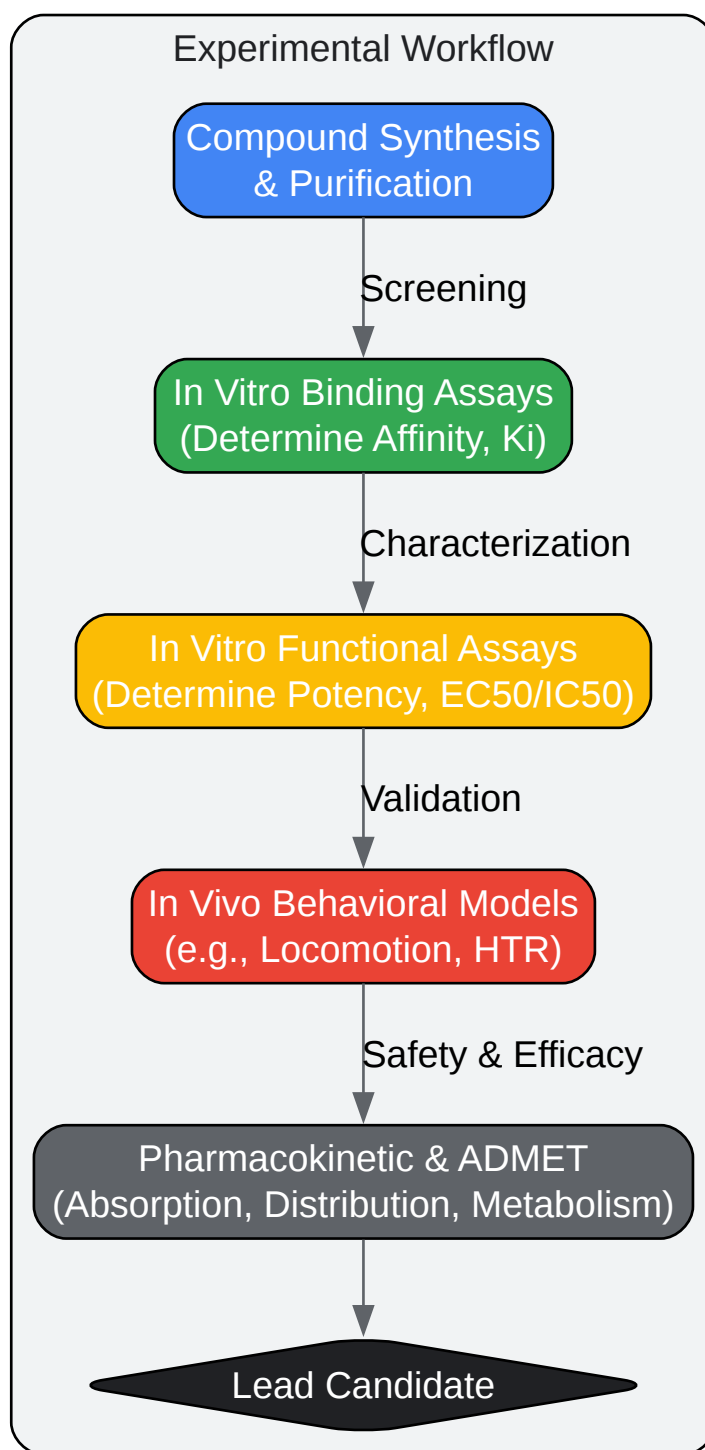 Experimental Workflow
Compound Synthesis
& Purification
Screening
In Vitro Binding Assays
(Determine Affinity, Ki)
Characterization
In Vitro Functional Assays
(Determine Potency, EC50/IC50)
Validation
In Vivo Behavioral Models
(e.g., Locomotion, HTR)
Safety & Efficacy
Pharmacokinetic & ADMET
(Absorption, Distribution, Metabolism)
Lead Candidate